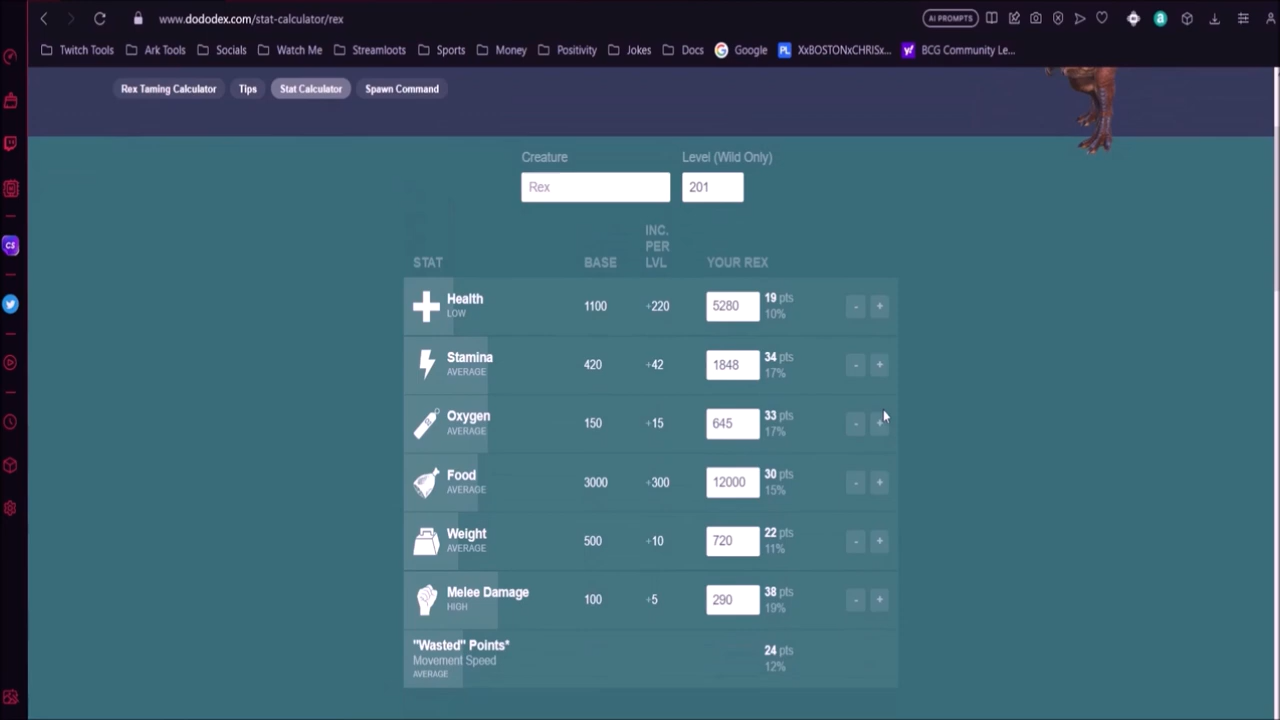 www.dododex.com/stat-calculator/rex
AI PROMPTS
Twitch Tools
Ark Tools
Socials
Watch Me
Streamloots
Sports
Money
Positivity
Jokes
Docs
Google
XxBOSTONxCHRISx...
BCG Community Le...
Rex Taming Calculator
Tips
Stat Calculator
Spawn Command
Creature
Level (Wild Only)
Rex
201
STAT
BASE
INC.
PER
LVL
YOUR REX
Health
LOW
1100
+220
5280
19 pts
10%
-
+
Stamina
AVERAGE
420
+42
1848
34 pts
17%
-
+
Oxygen
AVERAGE
150
+15
645
33 pts
17%
-
+
Food
AVERAGE
3000
+300
12000
30 pts
15%
-
+
Weight
AVERAGE
500
+10
720
22 pts
11%
-
+
Melee Damage
HIGH
100
+5
290
38 pts
19%
-
+
"Wasted" Points*
Movement Speed
AVERAGE
24 pts
12%
CS
PL
a
y!